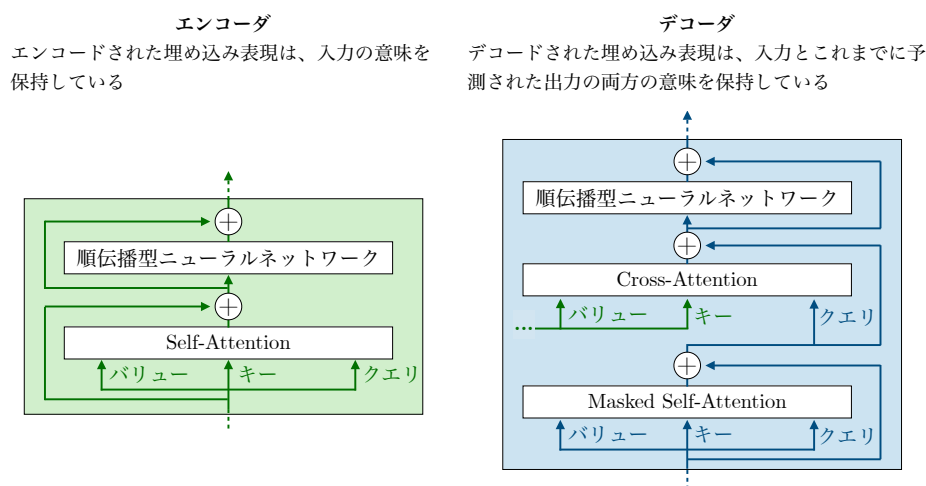 エンコーダ
エンコードされた埋め込み表現は、入力の意味を
保持している
順伝播型ニューラルネットワーク
Self-Attention
バリュー
キー
クエリ
デコーダ
デコードされた埋め込み表現は、入力とこれまでに予
測された出力の両方の意味を保持している
順伝播型ニューラルネットワーク
Cross-Attention
バリュー
キー
クエリ
...
Masked Self-Attention
バリュー
キー
クエリ